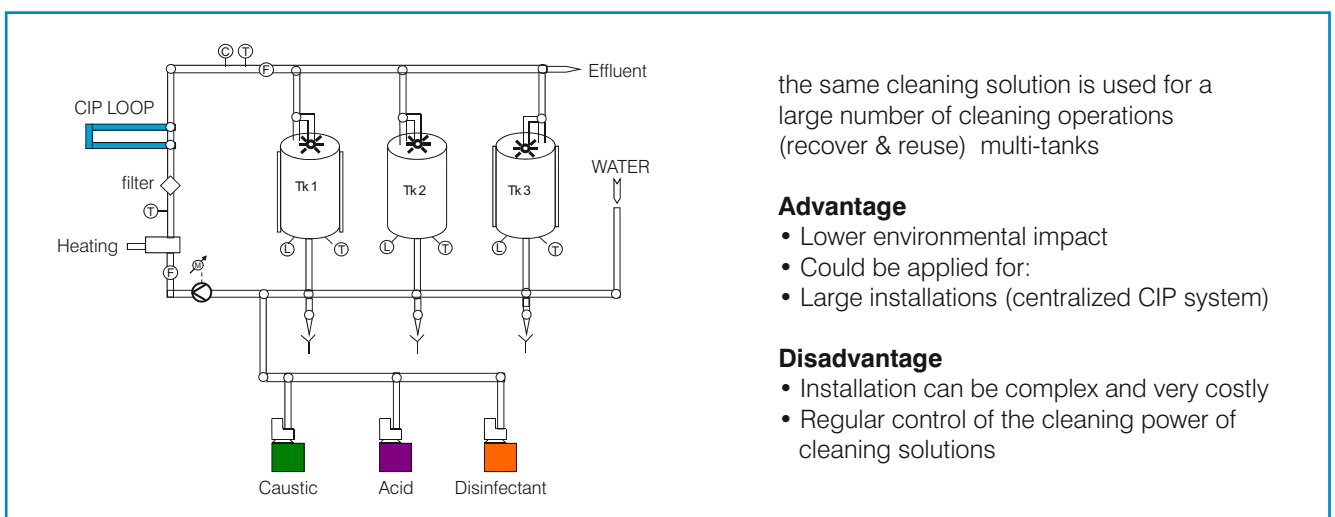 C T
F
Effluent
CIP LOOP
WATER
filter
Tk 1
Tk 2
Tk 3
T
Heating
L T
L T
L T
F
M
Caustic
Acid
Disinfectant
the same cleaning solution is used for a
large number of cleaning operations
(recover & reuse) multi-tanks
Advantage
• Lower environmental impact
• Could be applied for:
• Large installations (centralized CIP system)
Disadvantage
• Installation can be complex and very costly
• Regular control of the cleaning power of
cleaning solutions